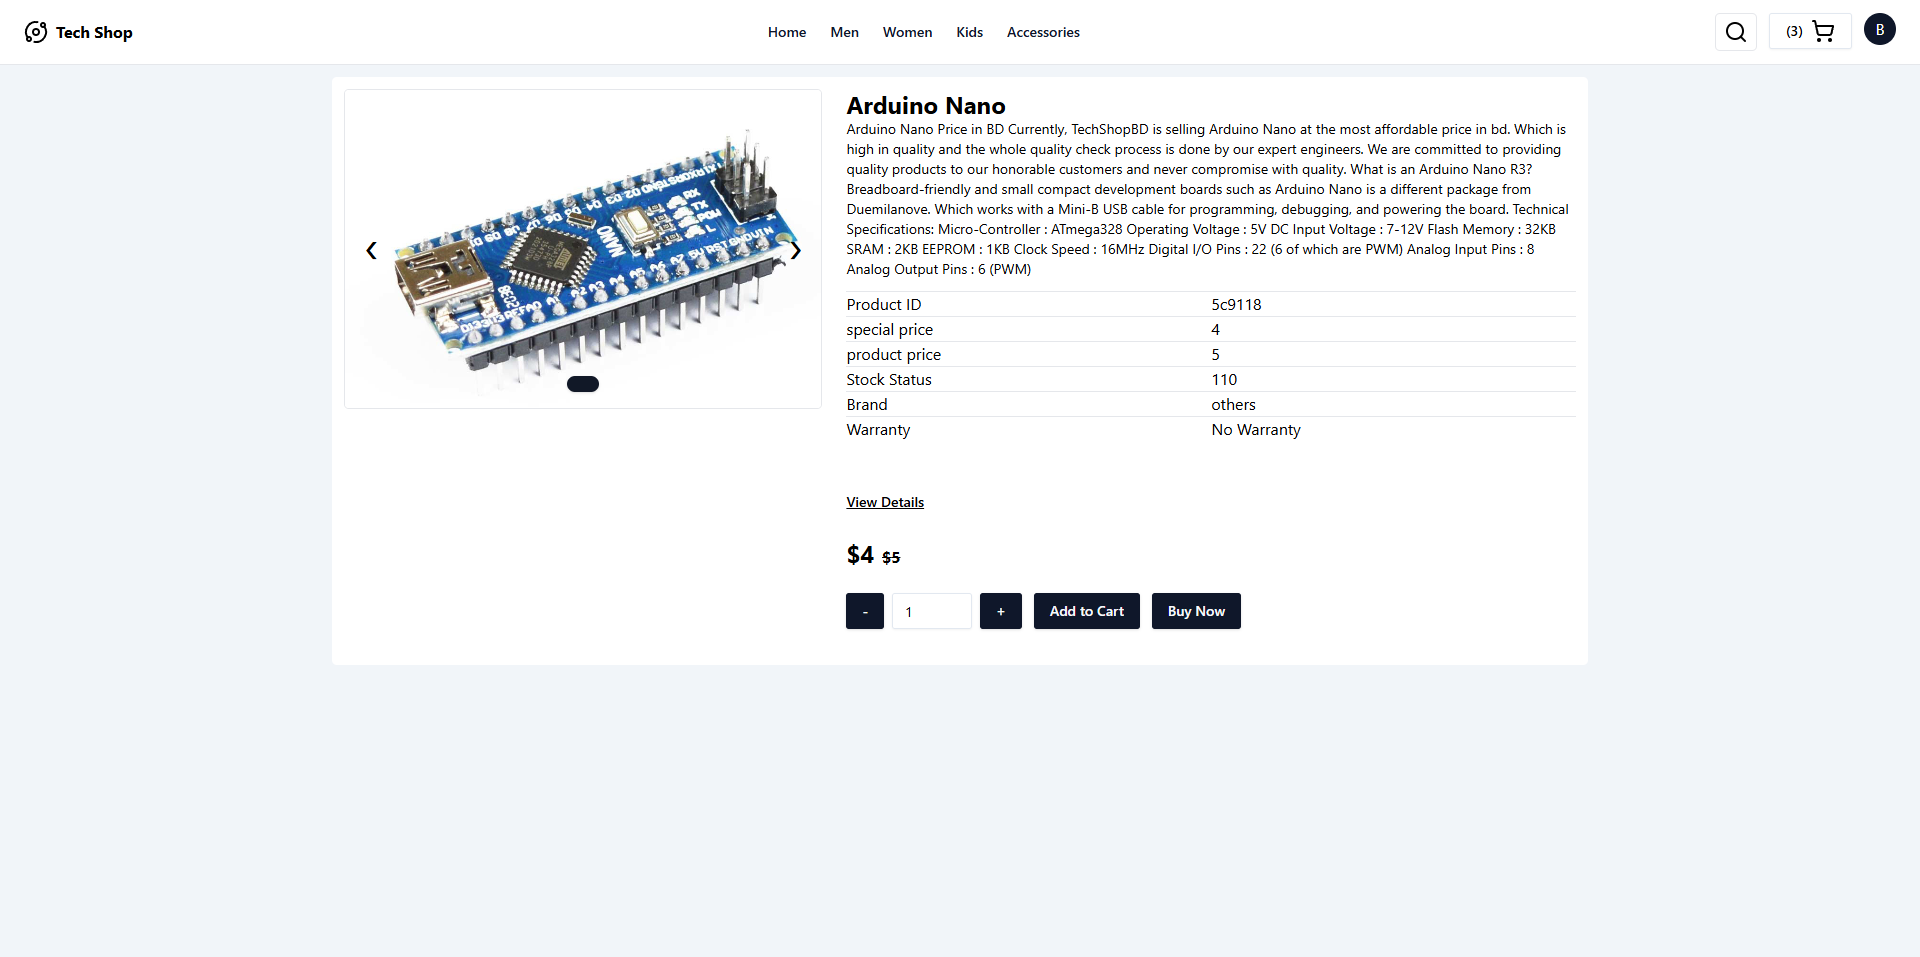 Tech Shop
Home Men Women Kids Accessories
(3)
B
Arduino Nano
Arduino Nano Price in BD Currently, TechShopBD is selling Arduino Nano at the most affordable price in bd. Which is
high in quality and the whole quality check process is done by our expert engineers. We are committed to providing
quality products to our honorable customers and never compromise with quality. What is an Arduino Nano R3?
Breadboard-friendly and small compact development boards such as Arduino Nano is a different package from
Duemilanove. Which works with a Mini-B USB cable for programming, debugging, and powering the board. Technical
Specifications: Micro-Controller : ATmega328 Operating Voltage : 5V DC Input Voltage : 7-12V Flash Memory : 32KB
SRAM : 2KB EEPROM : 1KB Clock Speed : 16MHz Digital I/O Pins : 22 (6 of which are PWM) Analog Input Pins : 8
Analog Output Pins : 6 (PWM)
Product ID 5c9118
special price 4
product price 5
Stock Status 110
Brand others
Warranty No Warranty
View Details
$4 $5
- 1 + Add to Cart Buy Now
NANO
RX
TX
POW
L